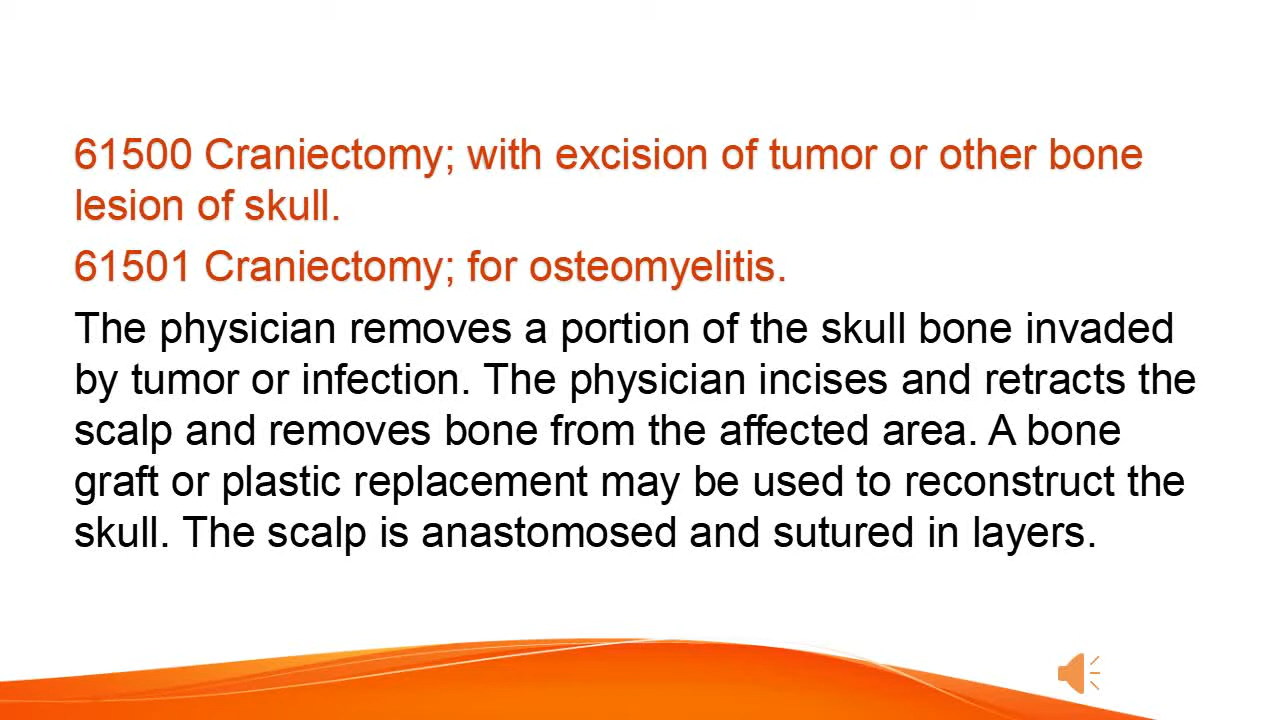 61500 Craniectomy; with excision of tumor or other bone
lesion of skull.
61501 Craniectomy; for osteomyelitis.
The physician removes a portion of the skull bone invaded
by tumor or infection. The physician incises and retracts the
scalp and removes bone from the affected area. A bone
graft or plastic replacement may be used to reconstruct the
skull. The scalp is anastomosed and sutured in layers.